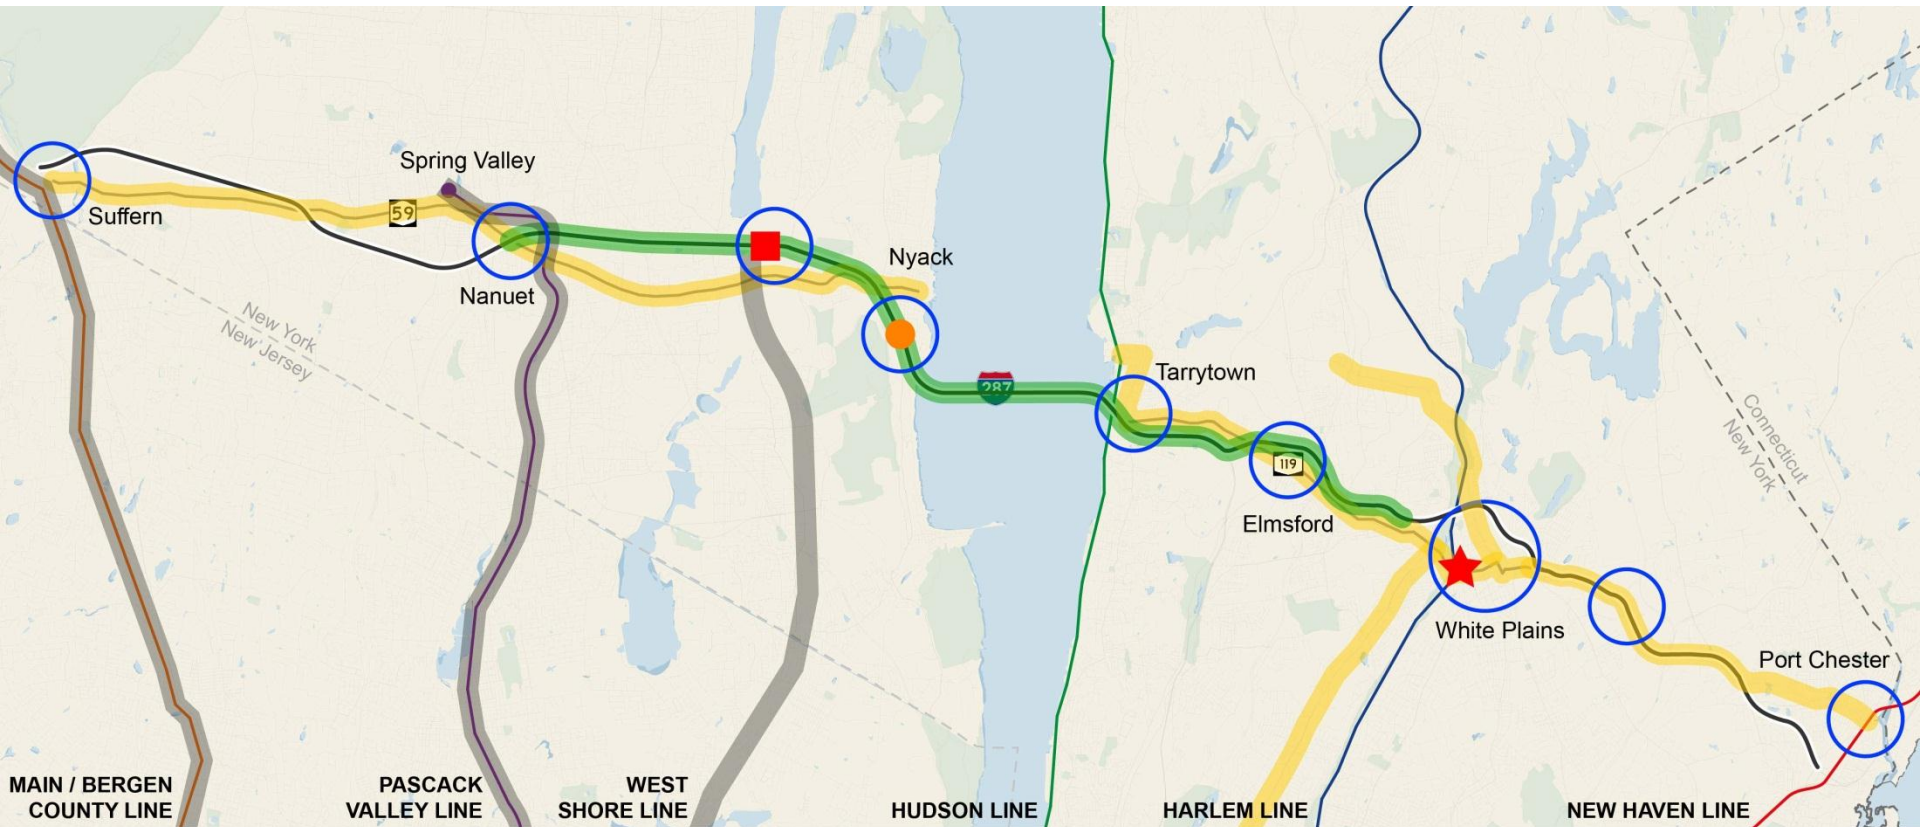 Spring Valley
59
Suffern
Nanuet
Nyack
New York
New Jersey
287
Tarrytown
119
Elmsford
White Plains
Connecticut
New York
Port Chester
MAIN / BERGEN
COUNTY LINE
PASCACK
VALLEY LINE
WEST
SHORE LINE
HUDSON LINE
HARLEM LINE
NEW HAVEN LINE